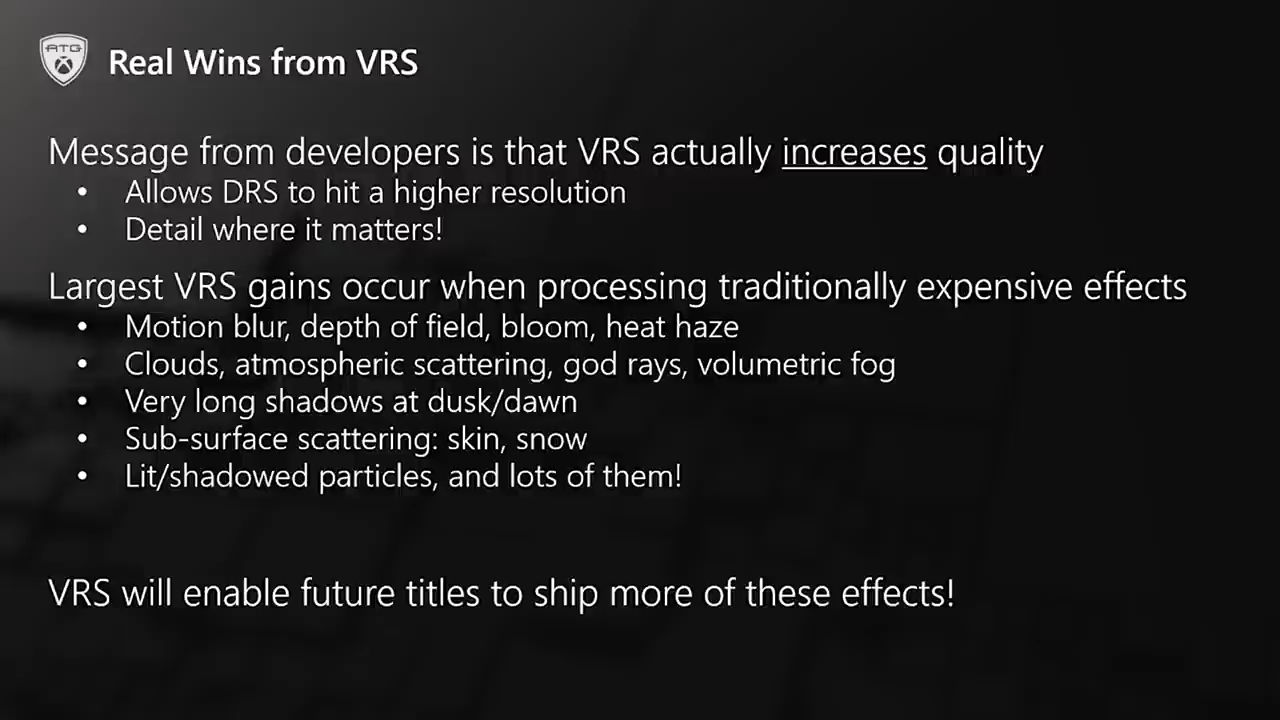 ATG
Real Wins from VRS
Message from developers is that VRS actually increases quality
• Allows DRS to hit a higher resolution
• Detail where it matters!
Largest VRS gains occur when processing traditionally expensive effects
• Motion blur, depth of field, bloom, heat haze
• Clouds, atmospheric scattering, god rays, volumetric fog
• Very long shadows at dusk/dawn
• Sub-surface scattering: skin, snow
• Lit/shadowed particles, and lots of them!
VRS will enable future titles to ship more of these effects!